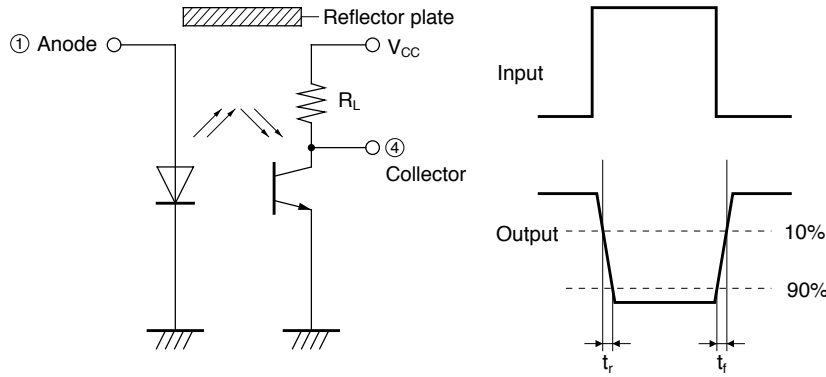 Reflector plate
① Anode
V_CC
R_L
④
Collector
Input
Output
10%
90%
t_r
t_f